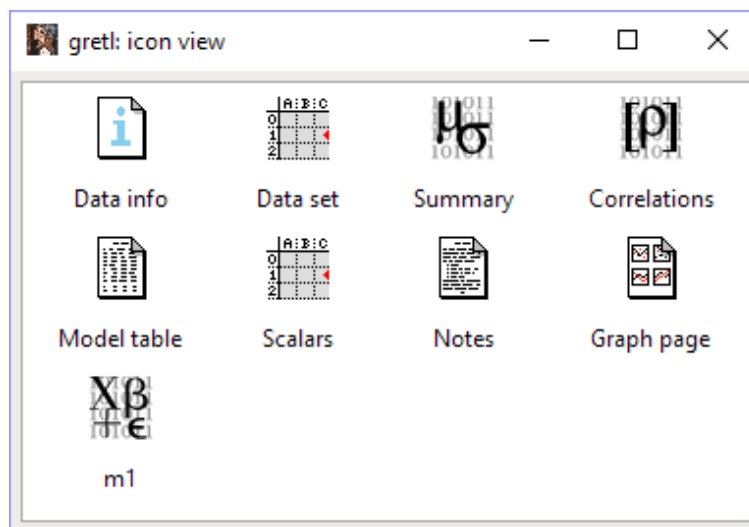 gretl: icon view
Data info
Data set
Summary
Correlations
Model table
Scalars
Notes
Graph page
m1